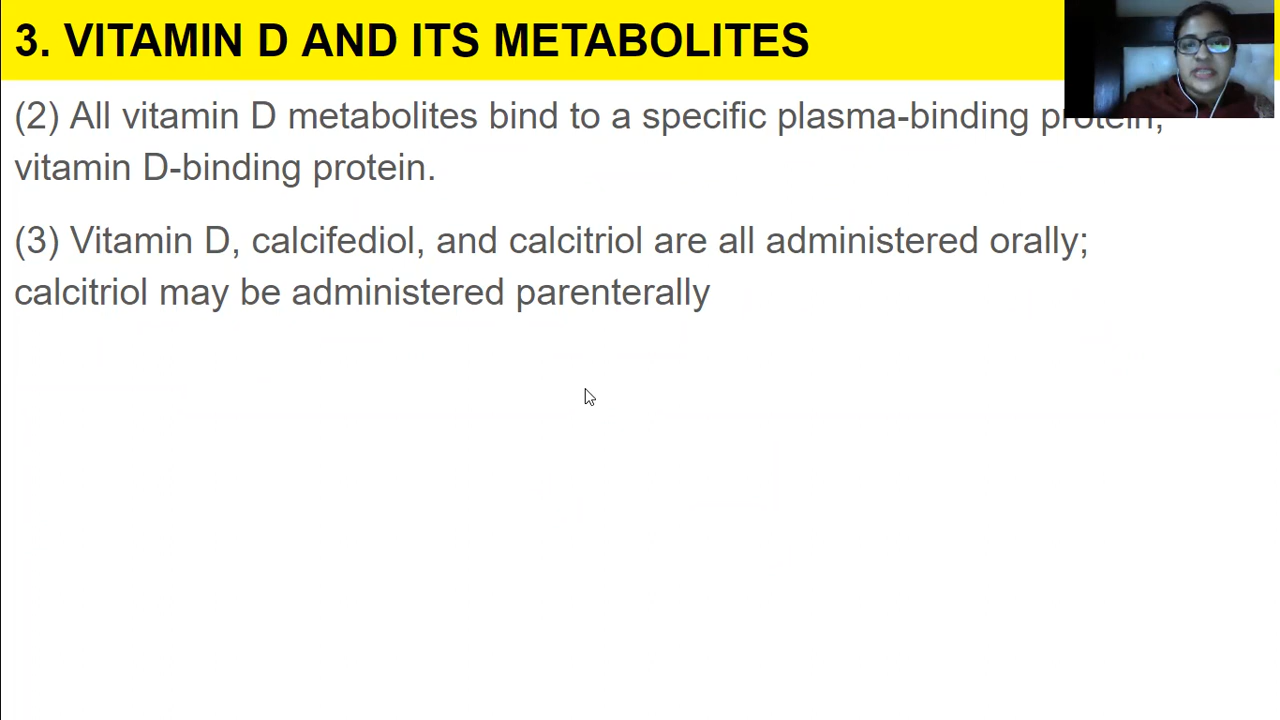 3. VITAMIN D AND ITS METABOLITES
(2) All vitamin D metabolites bind to a specific plasma-binding protein,
vitamin D-binding protein.
(3) Vitamin D, calcifediol, and calcitriol are all administered orally;
calcitriol may be administered parenterally